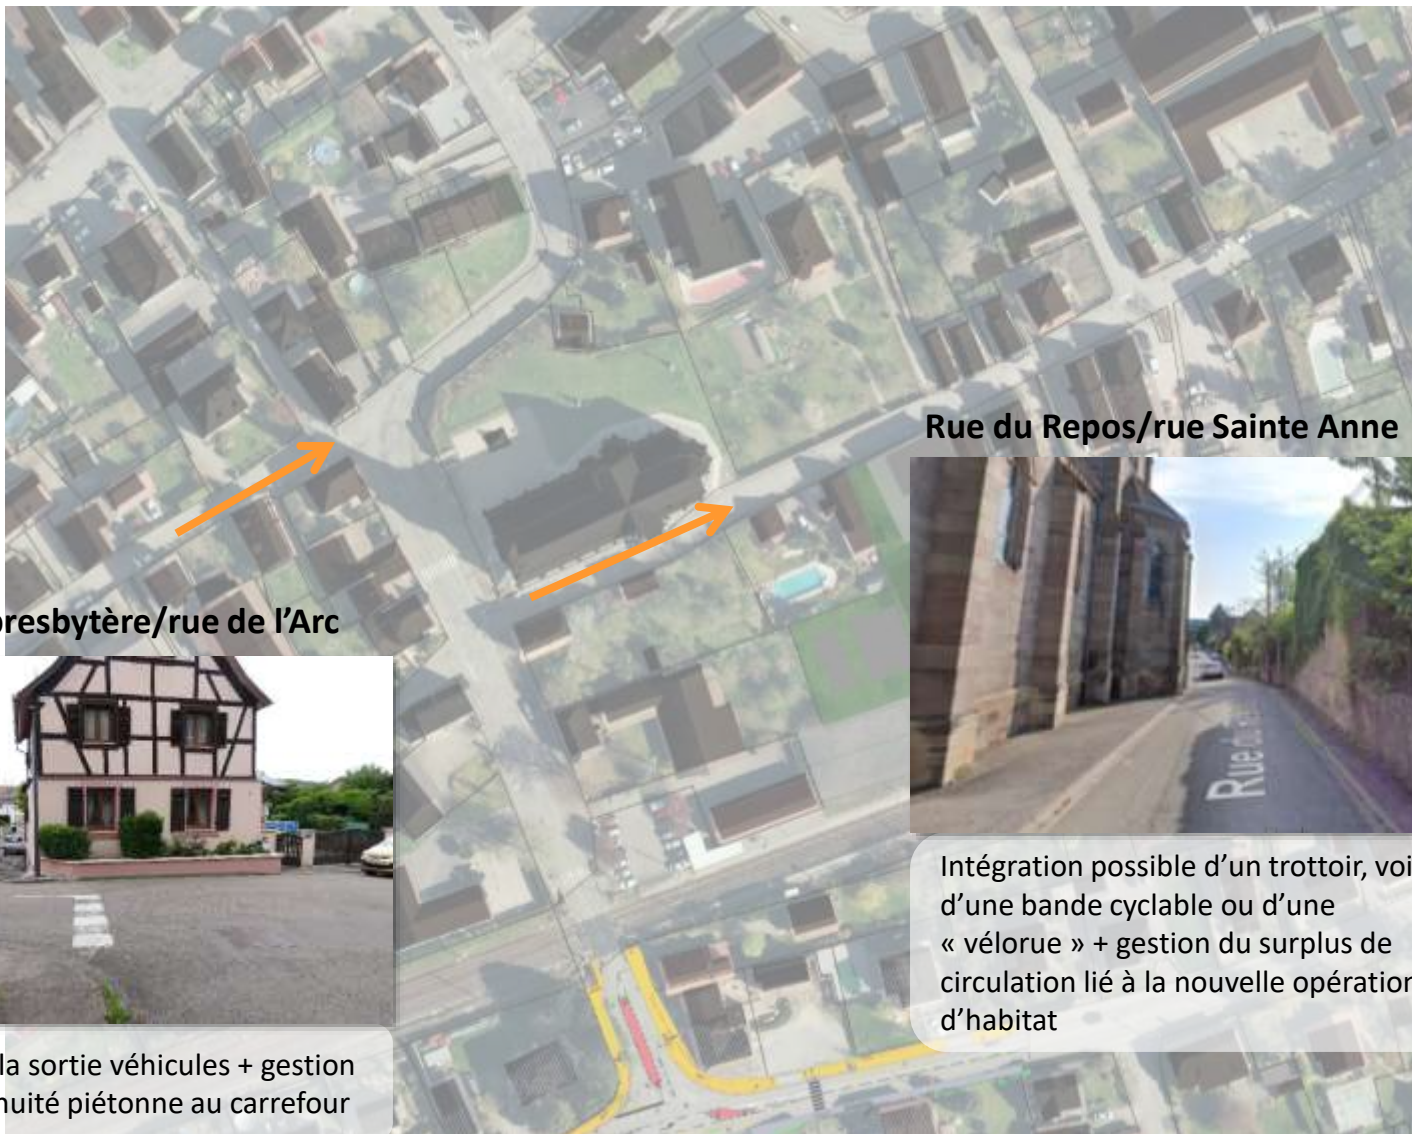 Rue du Repos/rue Sainte Anne
presbytère/rue de l’Arc
Rue du
Intégration possible d’un trottoir, voi
d’une bande cyclable ou d’une
« vélorue » + gestion du surplus de
circulation lié à la nouvelle opération
d’habitat
la sortie véhicules + gestion
nuité piétonne au carrefour